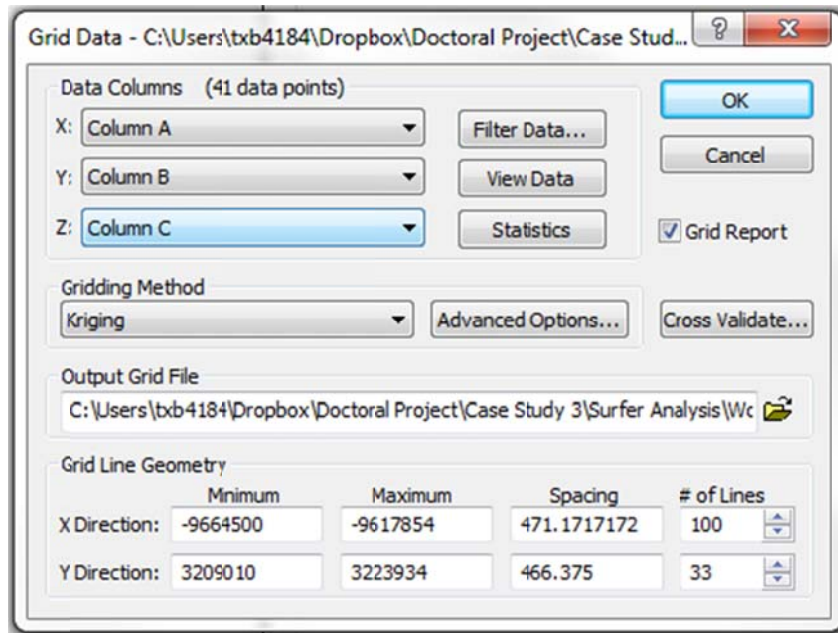 Grid Data - C:\Users\txb4184\Dropbox\Doctoral Project\Case Stud...
Data Columns (41 data points)
X: Column A
Filter Data...
Y: Column B
View Data
Z: Column C
Statistics
OK
Cancel
Grid Report
Gridding Method
Kriging
Advanced Options...
Cross Validate...
Output Grid File
C:\Users\txb4184\Dropbox\Doctoral Project\Case Study 3\Surfer Analysis\Wc
Grid Line Geometry
Mnimum Maximum Spacing # of Lines
X Direction: -9664500 -9617854 471.1717172 100
Y Direction: 3209010 3223934 466.375 33